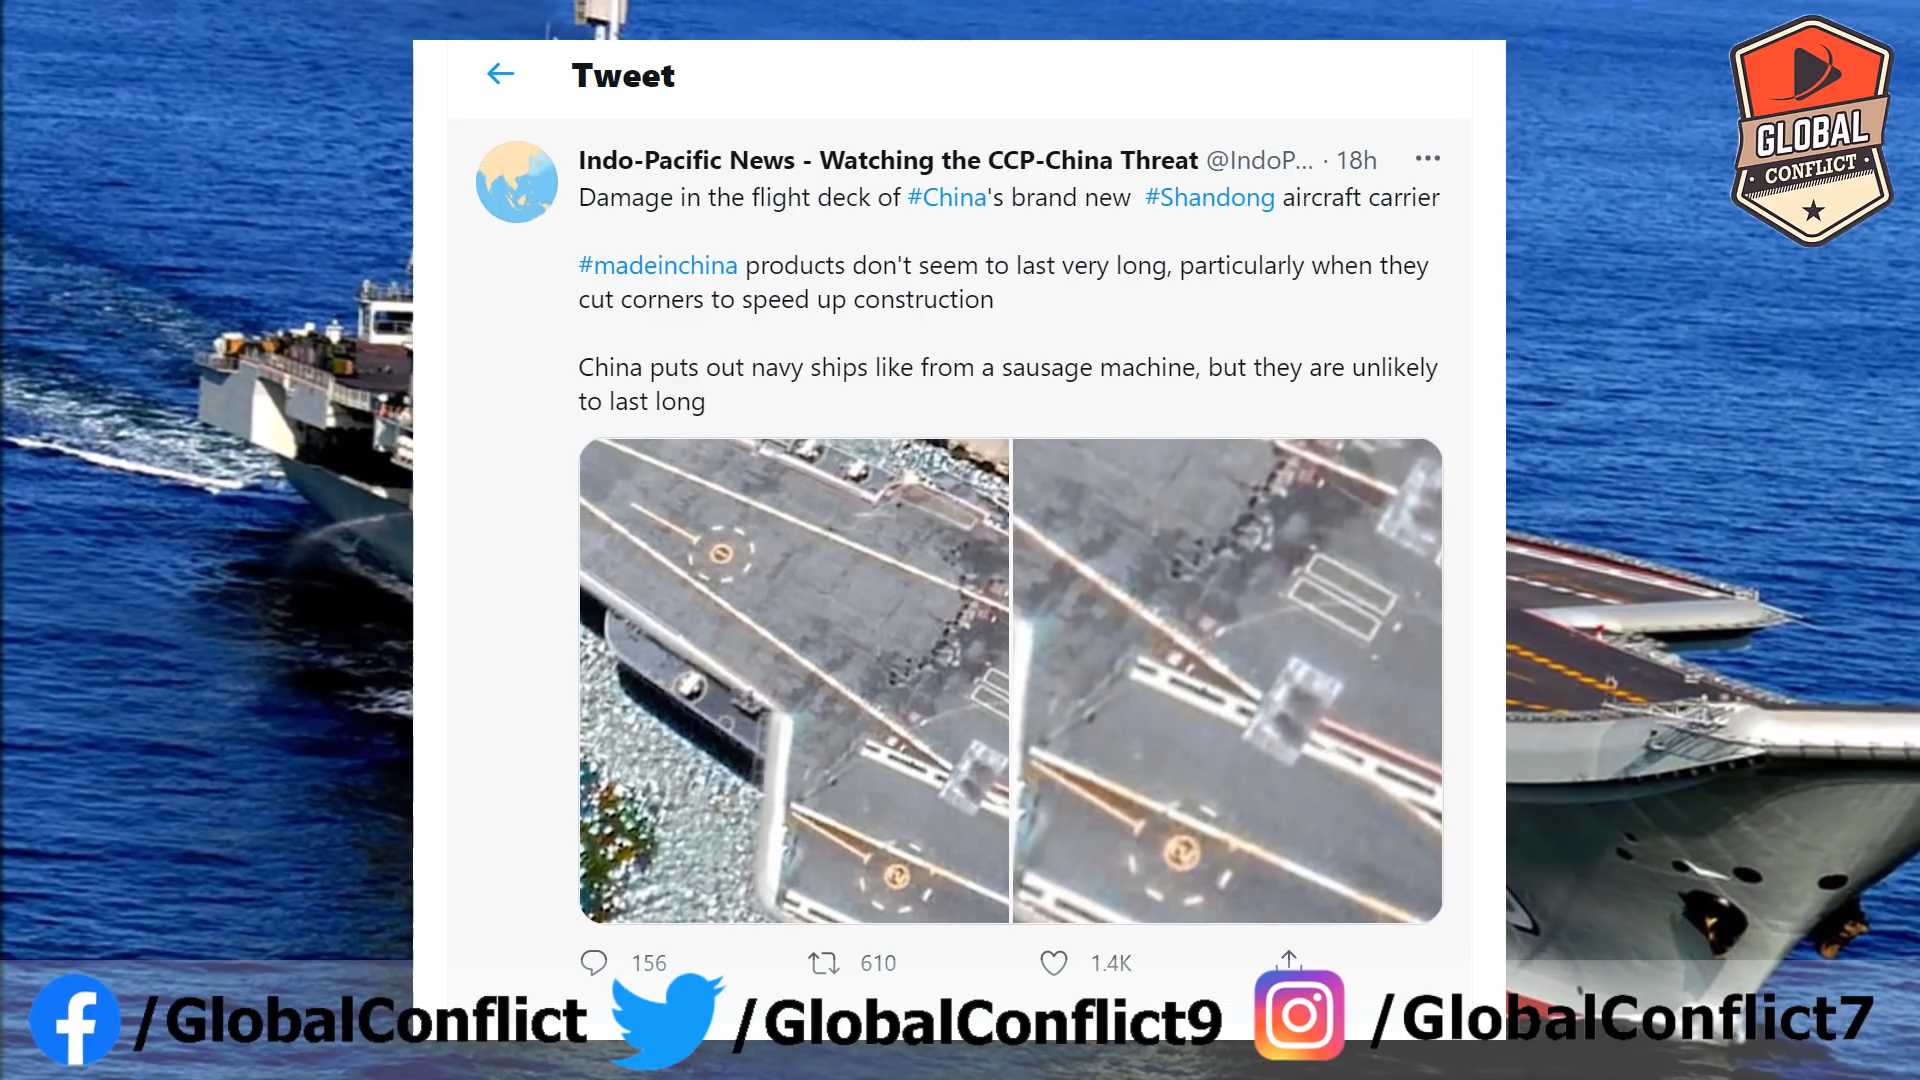 Tweet
Indo-Pacific News - Watching the CCP-China Threat @IndoP... · 18h
Damage in the flight deck of #China's brand new #Shandong aircraft carrier
#madeinchina products don't seem to last very long, particularly when they
cut corners to speed up construction
China puts out navy ships like from a sausage machine, but they are unlikely
to last long
156
610
1.4K
GLOBAL
CONFLICT
/GlobalConflict
/GlobalConflict9
/GlobalConflict7